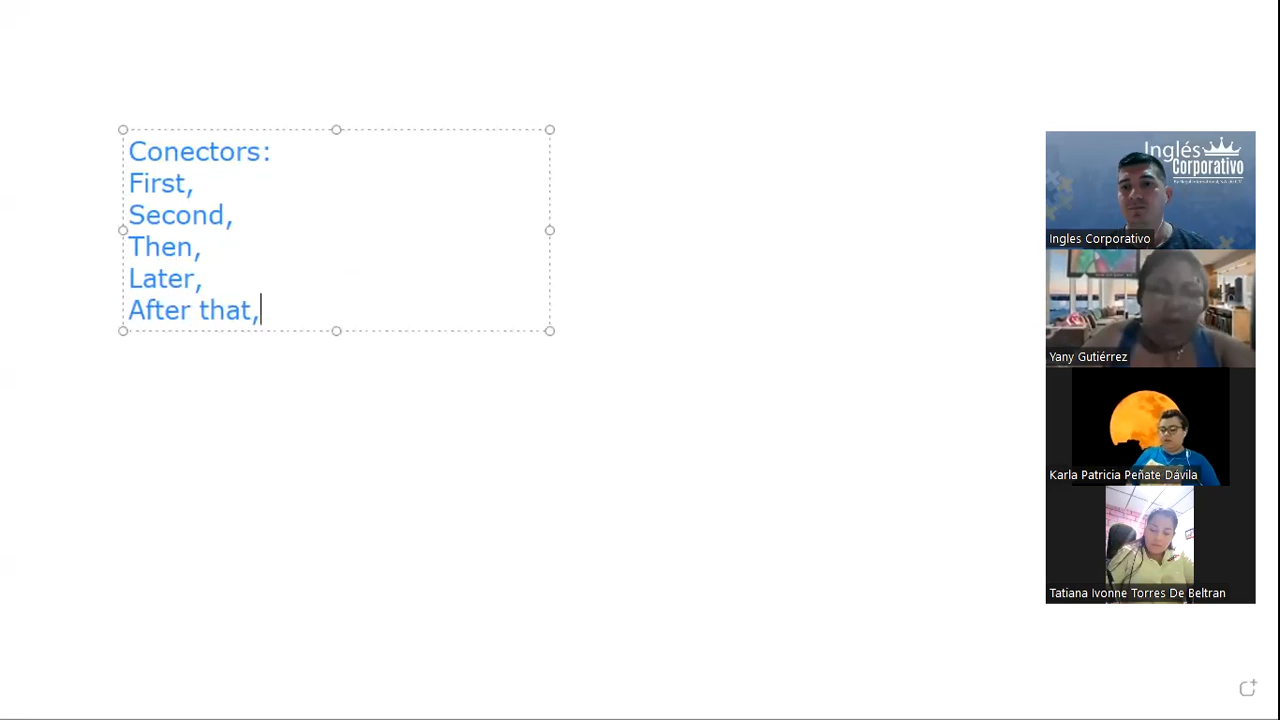 Conectors:
First,
Second,
Then,
Later,
After that,
Inglés
Corporativo
Ingles Corporativo
Yany Gutiérrez
Karla Patricia Peñate Dávila
Tatiana Ivonne Torres De Beltran